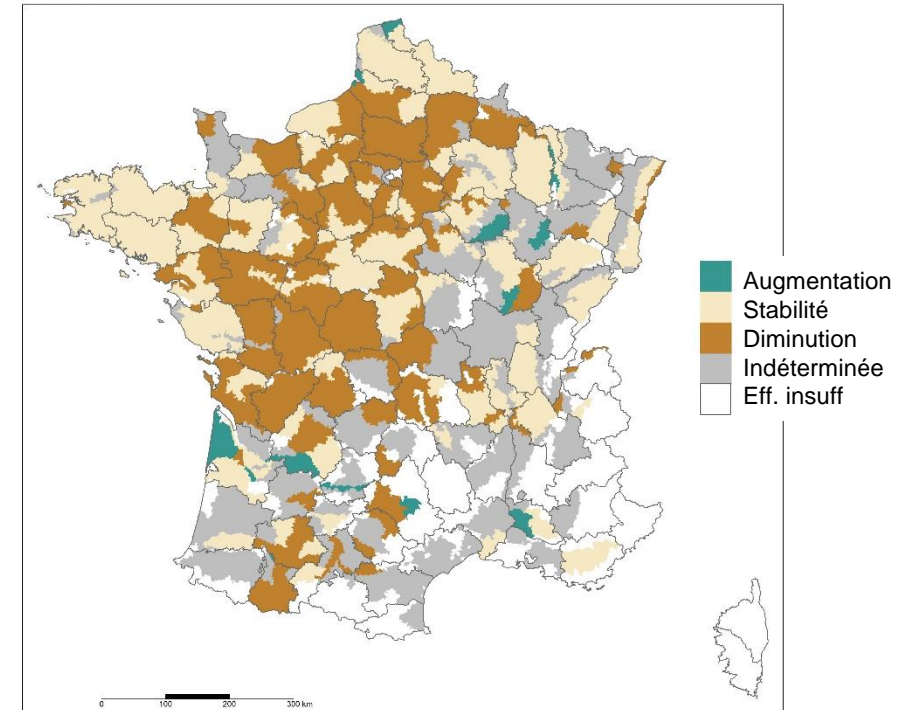 Augmentation
Stabilité
Diminution
Indéterminée
Eff. insuff
0 100 200 300 km